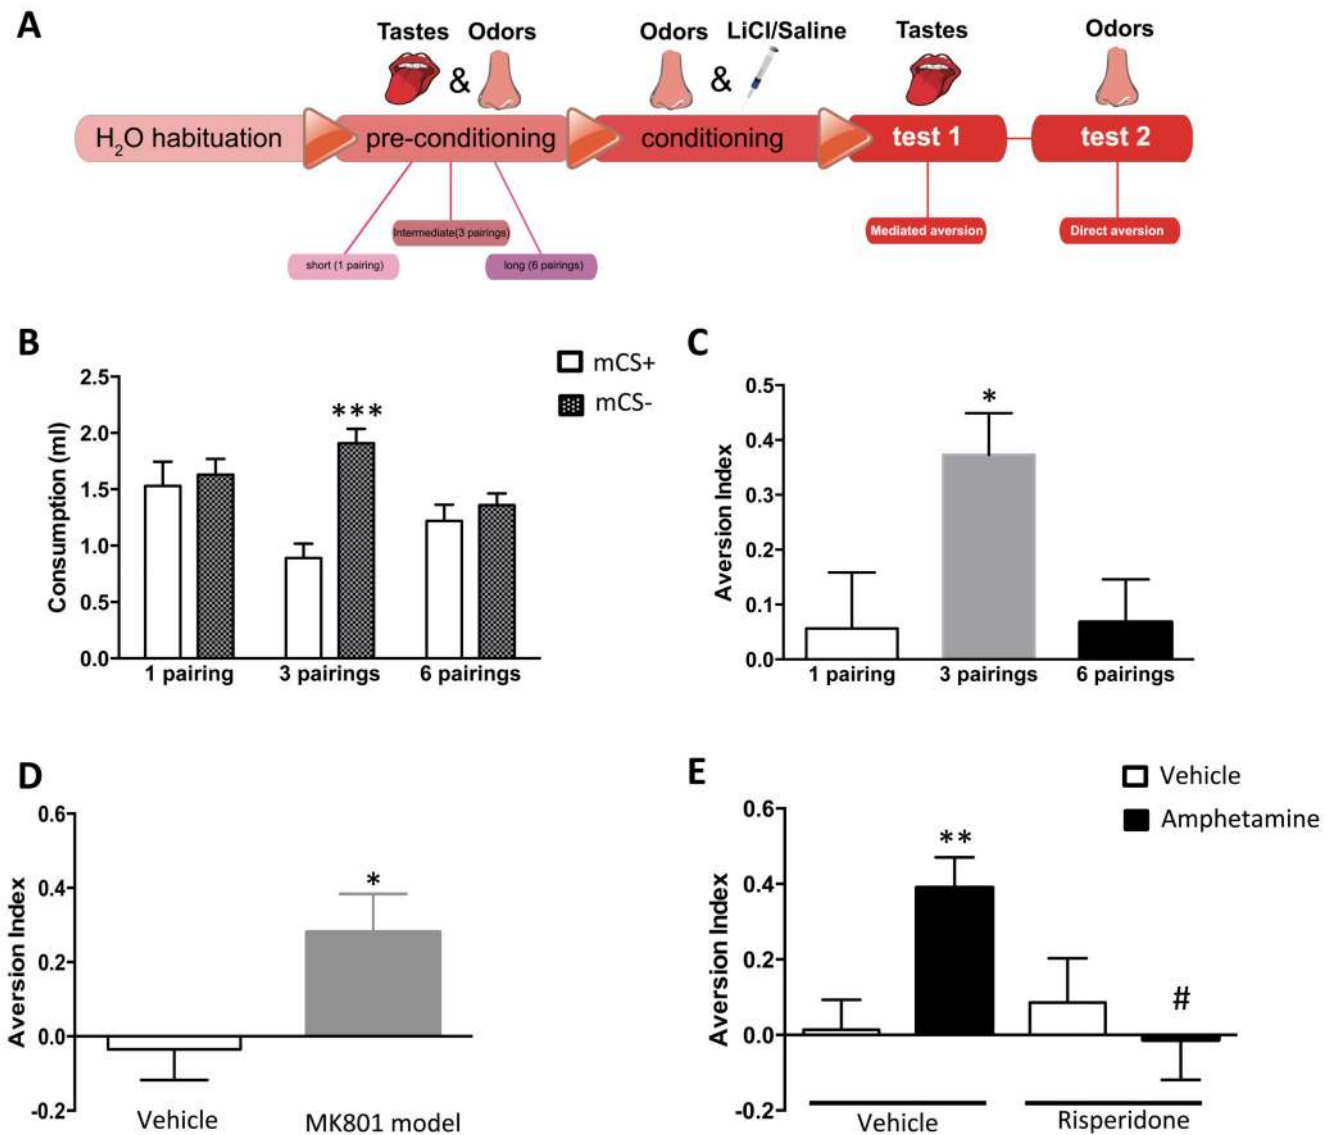 A
Tastes
&
Odors
Odors
&
LiCl/Saline
Tastes
Odors
H2O habituation
pre-conditioning
conditioning
test 1
test 2
Intermediate(3 pairings)
Mediated aversion
Direct aversion
short (1 pairing)
long (6 pairings)
B
mCS+
mCS-
Consumption (ml)
2.5
2.0
1.5
1.0
0.5
0.0
***
1 pairing
3 pairings
6 pairings
C
Aversion Index
0.5
0.4
0.3
0.2
0.1
0.0
*
1 pairing
3 pairings
6 pairings
D
Aversion Index
0.6
0.4
0.2
0.0
-0.2
*
Vehicle
MK801 model
E
Vehicle
Amphetamine
Aversion Index
0.6
0.4
0.2
0.0
-0.2
**
#
Vehicle
Risperidone